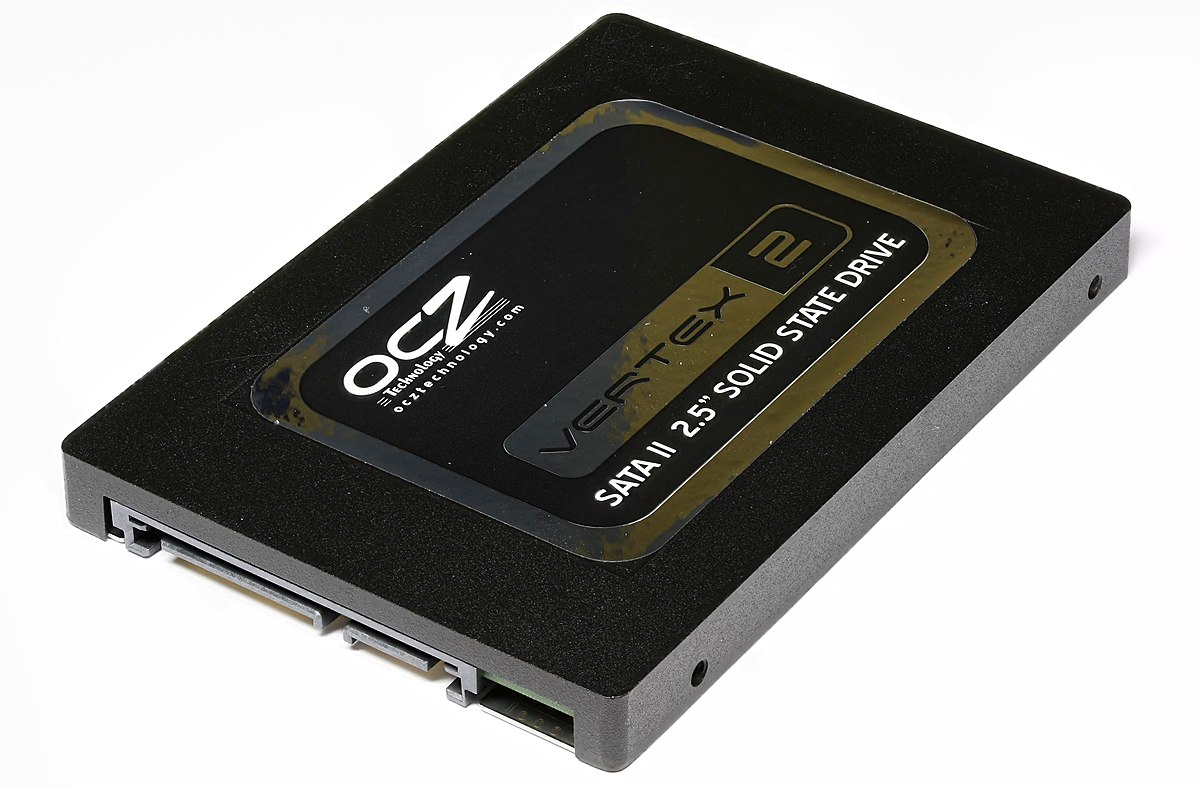 OCZ
Technology
ocztechnology.com
VERTEX 2
SATA II 2.5” SOLID STATE DRIVE